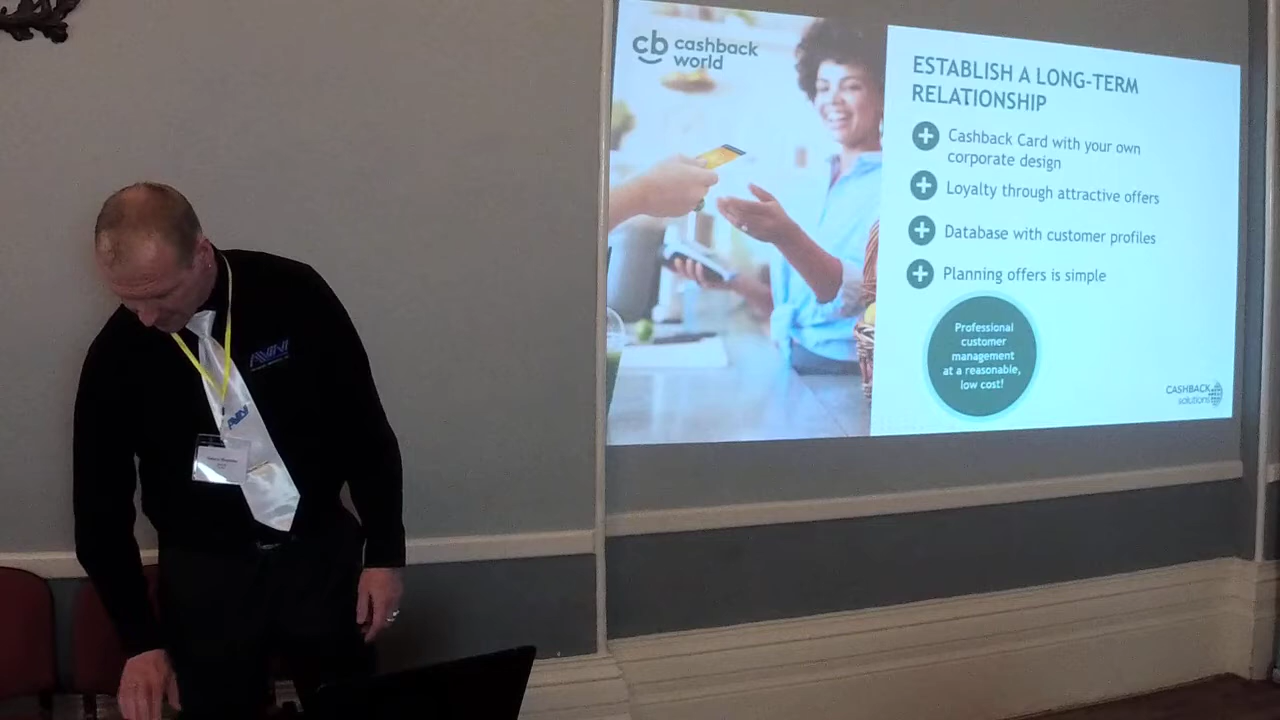 cb cashback
world
ESTABLISH A LONG-TERM
RELATIONSHIP
Cashback Card with your own
corporate design
Loyalty through attractive offers
Database with customer profiles
Planning offers is simple
Professional
customer
management
at a reasonable,
low cost!
CASHBACK
solutions